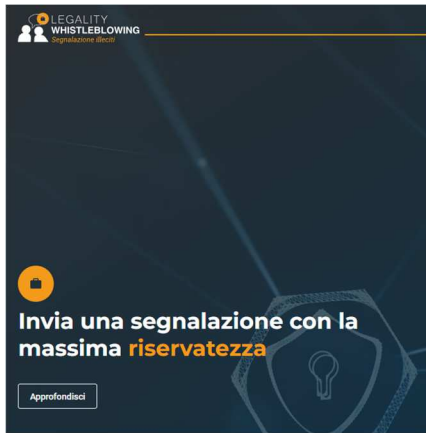 LEGALITY
WHISTLEBLOWING
Segnalazione illeciti
Invia una segnalazione con la
massima riservatezza
Approfondisci